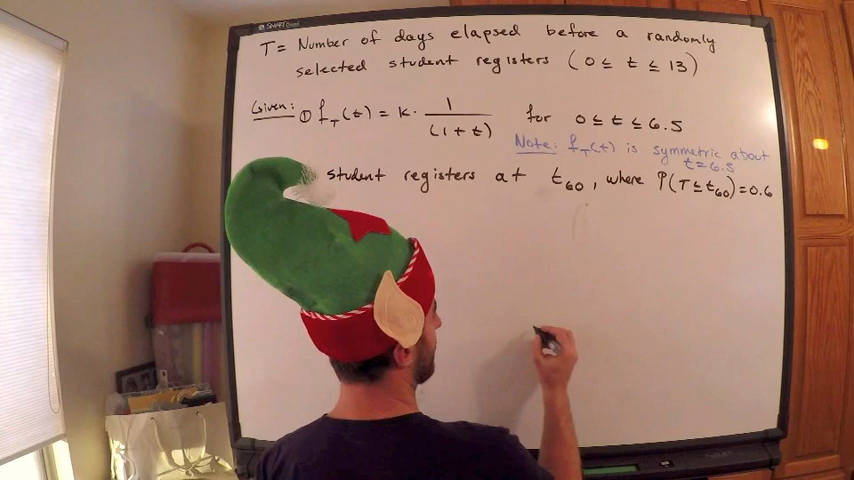 SMART
T = Number of days elapsed before a randomly
selected student registers (0 ≤ t ≤ 13)
Given: ① f_T(t) = k · 1/(1+t) for 0 ≤ t ≤ 6.5
Note: f_T(t) is symmetric about
t = 6.5
student registers at t_60, where P(T ≤ t_60) = 0.6